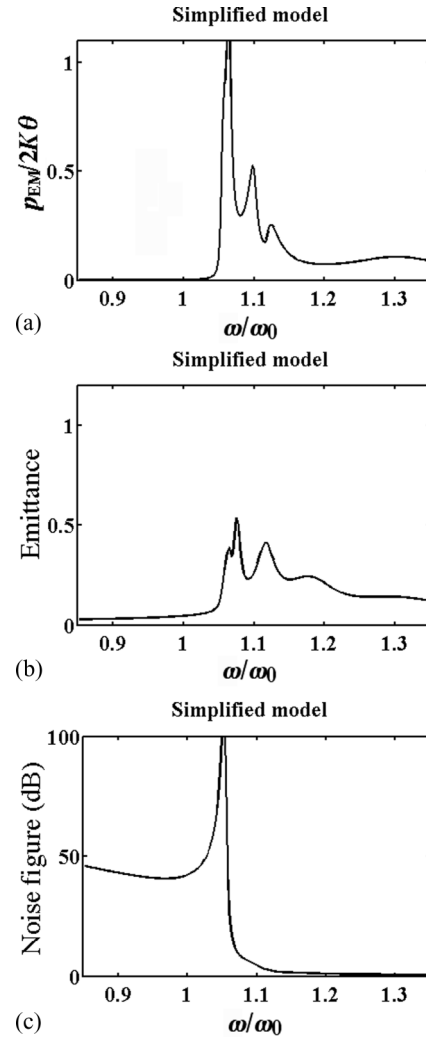 Simplified model
1
0.5
0
p_EM/2Kθ
0.9 1 1.1 1.2 1.3
(a)
ω/ω₀
Simplified model
1
0.5
0
Emittance
0.9 1 1.1 1.2 1.3
(b)
ω/ω₀
Simplified model
100
50
0
Noise figure (dB)
0.9 1 1.1 1.2 1.3
(c)
ω/ω₀